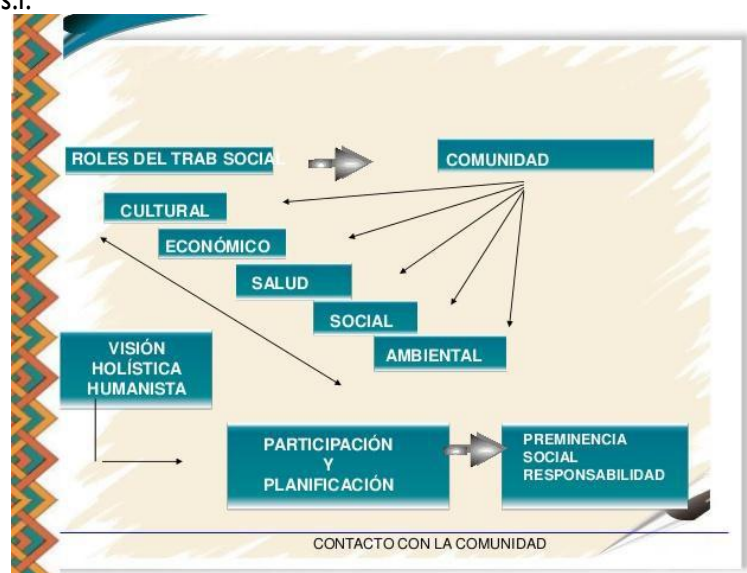 s.f.
ROLES DEL TRAB SOCIAL
COMUNIDAD
CULTURAL
ECONÓMICO
SALUD
SOCIAL
AMBIENTAL
VISIÓN
HOLÍSTICA
HUMANISTA
PARTICIPACIÓN
Y
PLANIFICACIÓN
PREMINENCIA
SOCIAL
RESPONSABILIDAD
CONTACTO CON LA COMUNIDAD